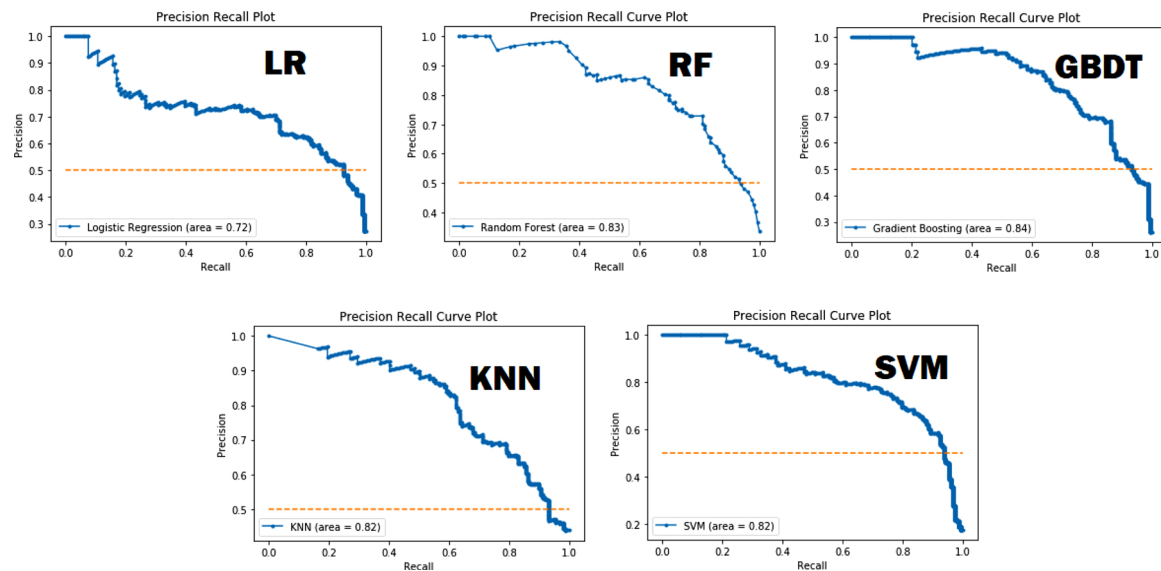 Precision Recall Plot
LR
1.0
0.9
0.8
0.7
0.6
0.5
0.4
0.3
Precision
Logistic Regression (area = 0.72)
0.0 0.2 0.4 0.6 0.8 1.0
Recall
Precision Recall Curve Plot
RF
1.0
0.9
0.8
0.7
0.6
0.5
0.4
Precision
Random Forest (area = 0.83)
0.0 0.2 0.4 0.6 0.8 1.0
Recall
Precision Recall Curve Plot
GBDT
1.0
0.9
0.8
0.7
0.6
0.5
0.4
0.3
Precision
Gradient Boosting (area = 0.84)
0.0 0.2 0.4 0.6 0.8 1.0
Recall
Precision Recall Curve Plot
KNN
1.0
0.9
0.8
0.7
0.6
0.5
Precision
KNN (area = 0.82)
0.0 0.2 0.4 0.6 0.8 1.0
Recall
Precision Recall Curve Plot
SVM
1.0
0.8
0.6
0.4
0.2
Precision
SVM (area = 0.82)
0.0 0.2 0.4 0.6 0.8 1.0
Recall